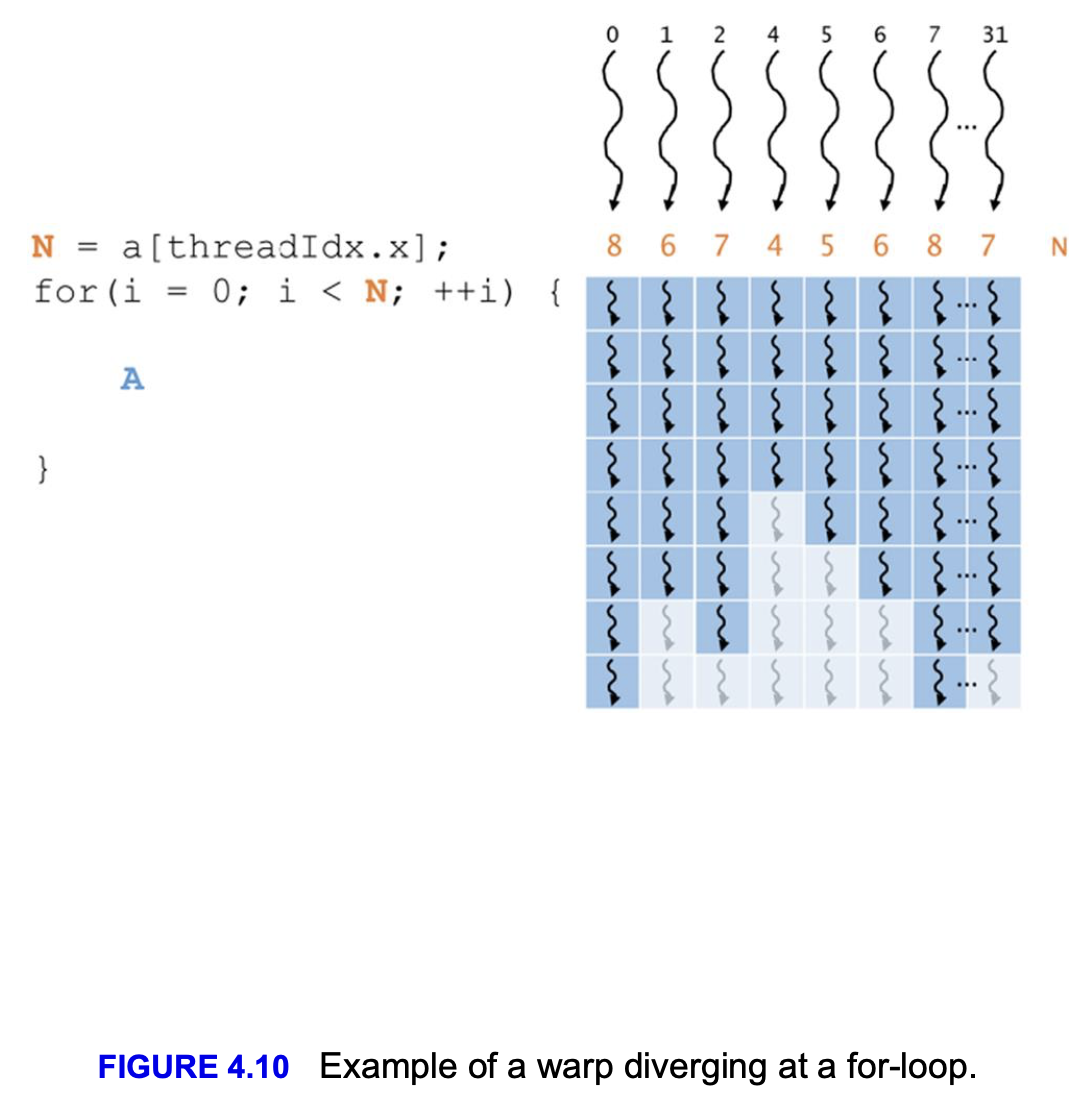 0 1 2 4 5 6 7 31
...
N = a[threadIdx.x];
8 6 7 4 5 6 8 7 N
for(i = 0; i < N; ++i) {
...
...
A
...
...
}
...
...
...
...
FIGURE 4.10 Example of a warp diverging at a for-loop.